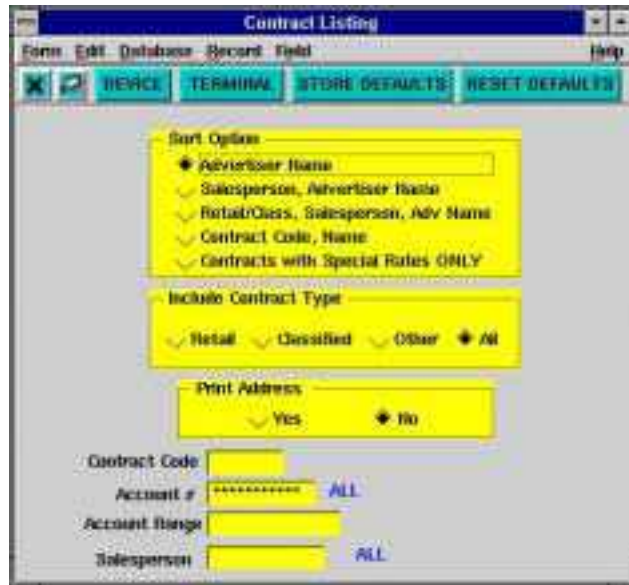 Contract Listing
Form Edit Database Record Field Help
DEVICE TERMINAL STORE DEFAULTS RESET DEFAULTS
Sort Option
Advertiser Name
Salesperson, Advertiser Name
Retail/Class, Salesperson, Adv Name
Contract Code, Name
Contracts with Special Rates ONLY
Include Contract Type
Retail Classified Other All
Print Address
Yes No
Contract Code
Account # *********** ALL
Account Range
Salesperson ALL